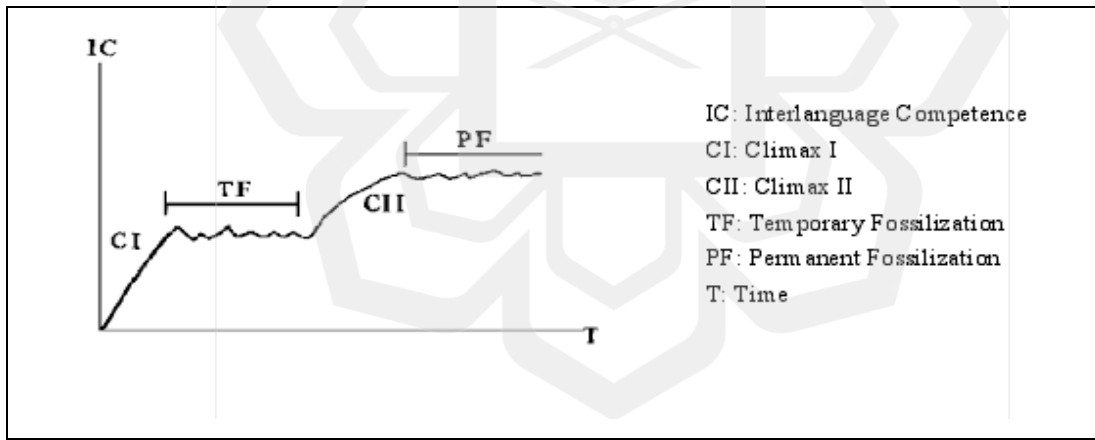 IC
PF
TF
CII
CI
T
IC: Interlanguage Competence
CI: Climax I
CII: Climax II
TF: Temporary Fossilization
PF: Permanent Fossilization
T: Time